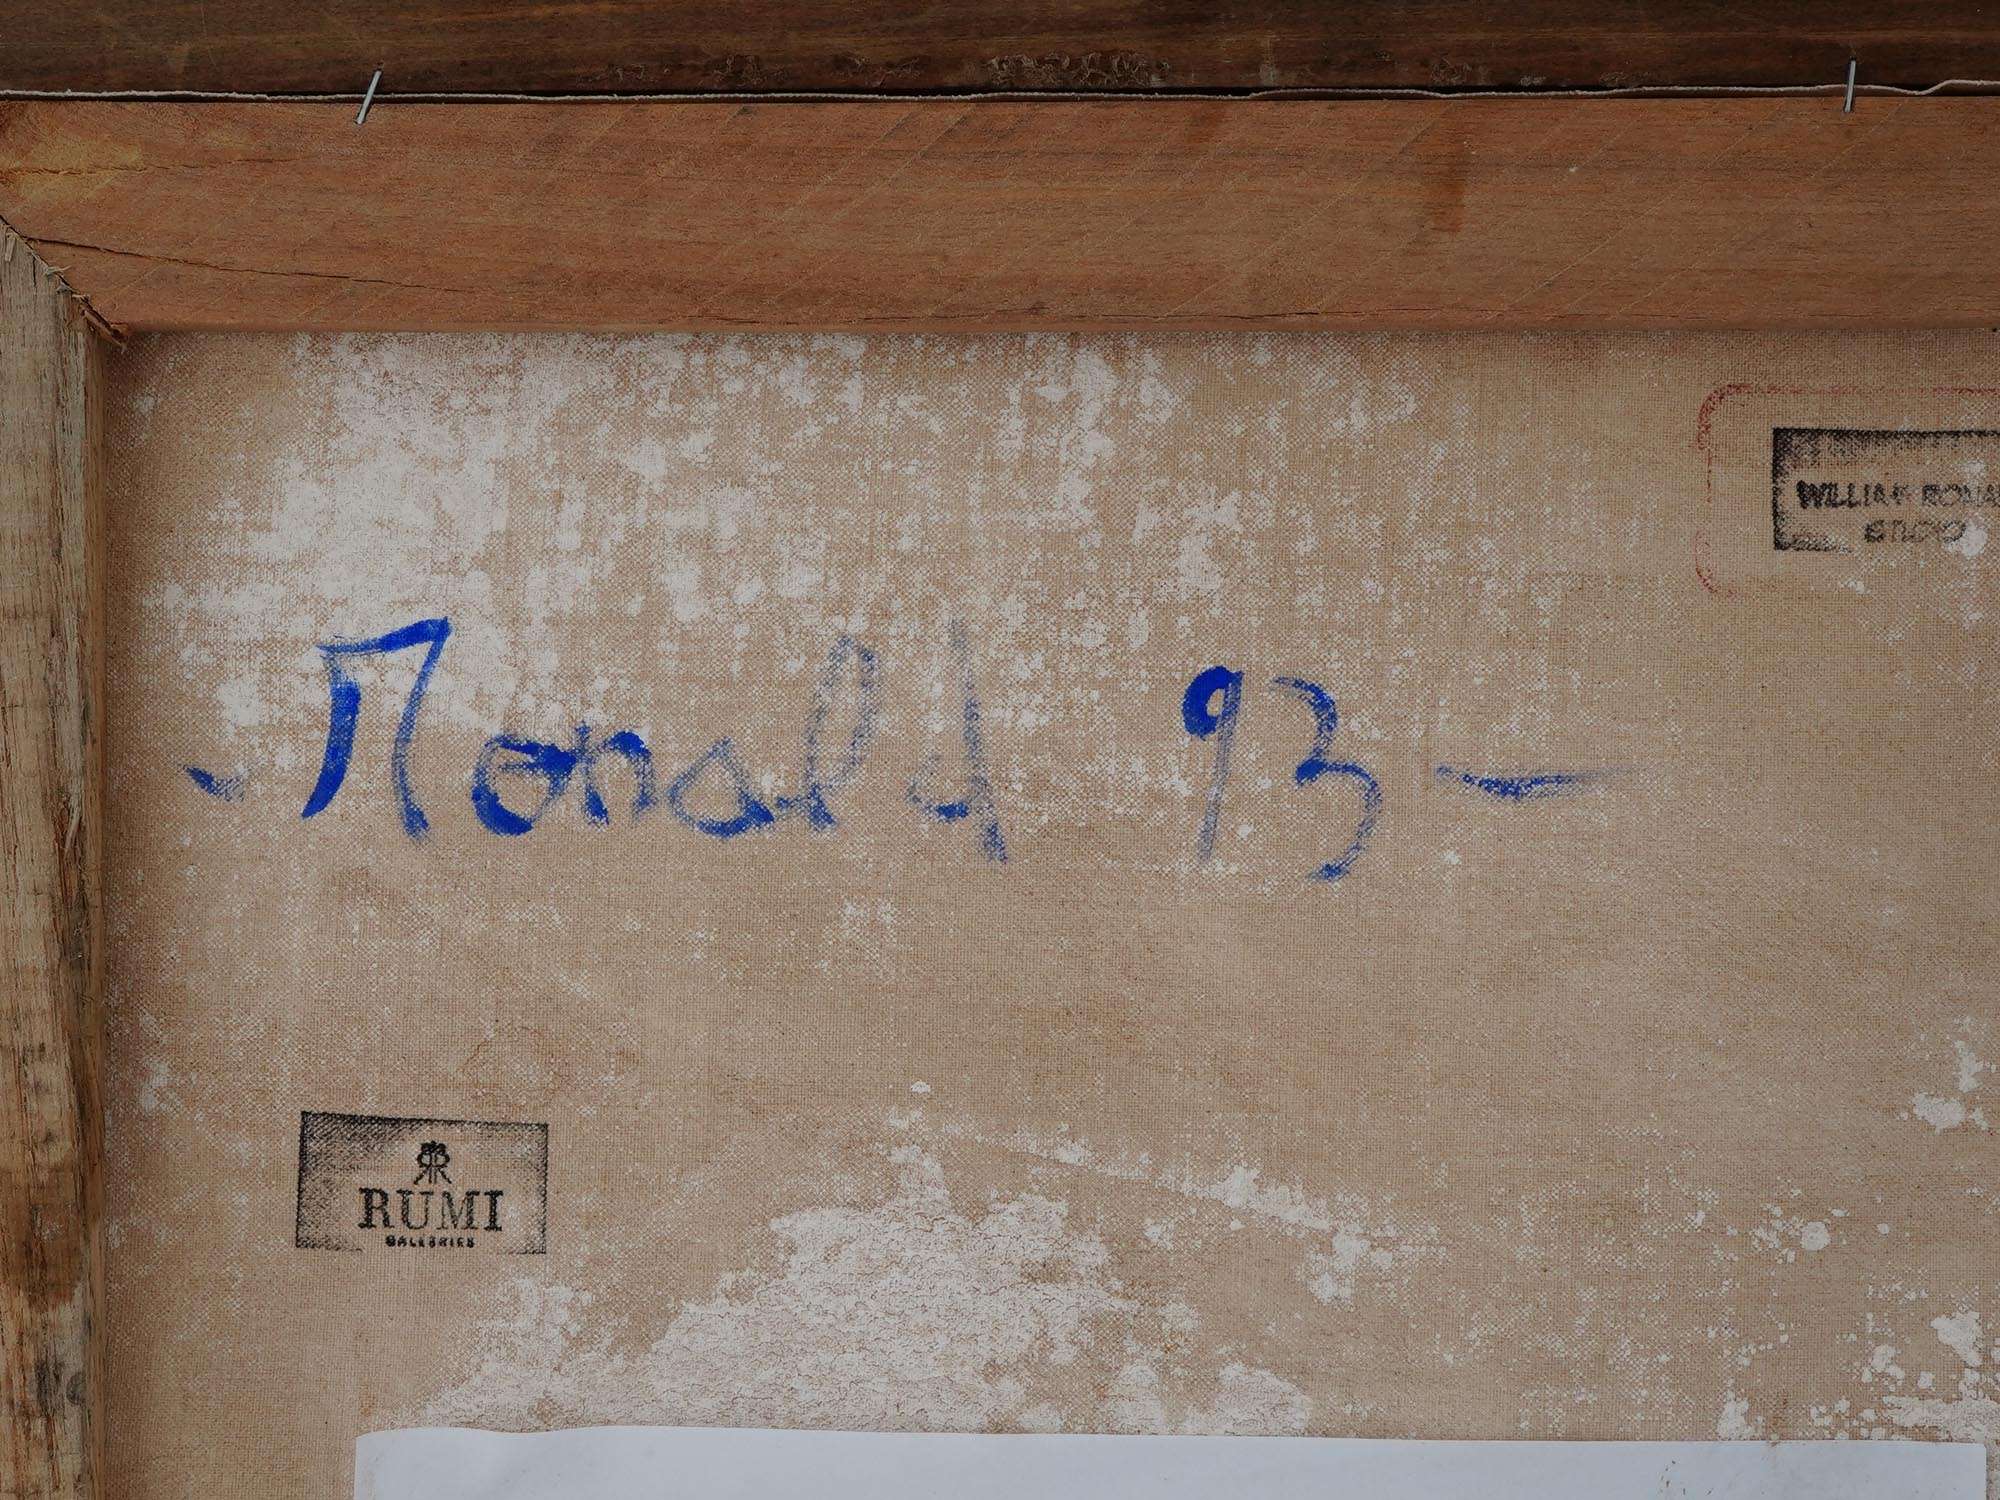 WILLIAM RONA
STUDIO
Ronald 93 -
RUMI
GALLERIES